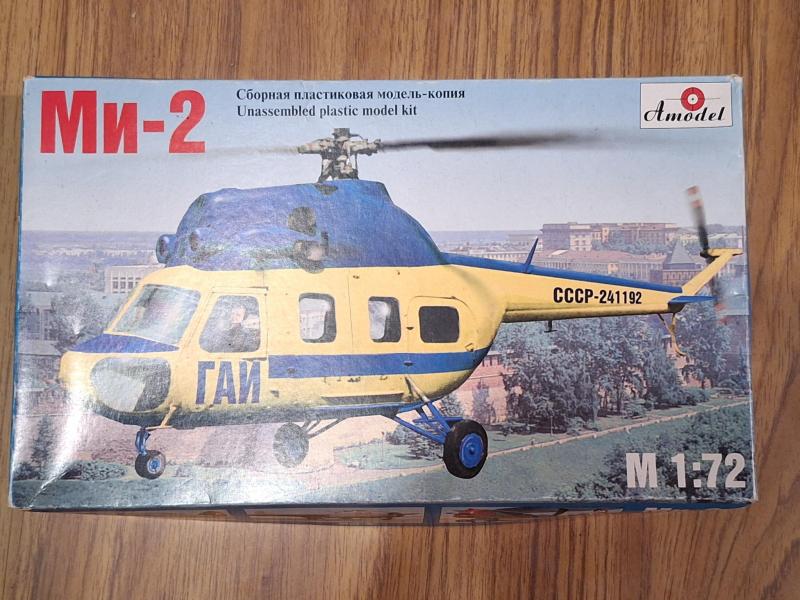 Ми-2
Сборная пластиковая модель-копия
Unassembled plastic model kit
Amodel
СССР-241192
ГАИ
М 1:72